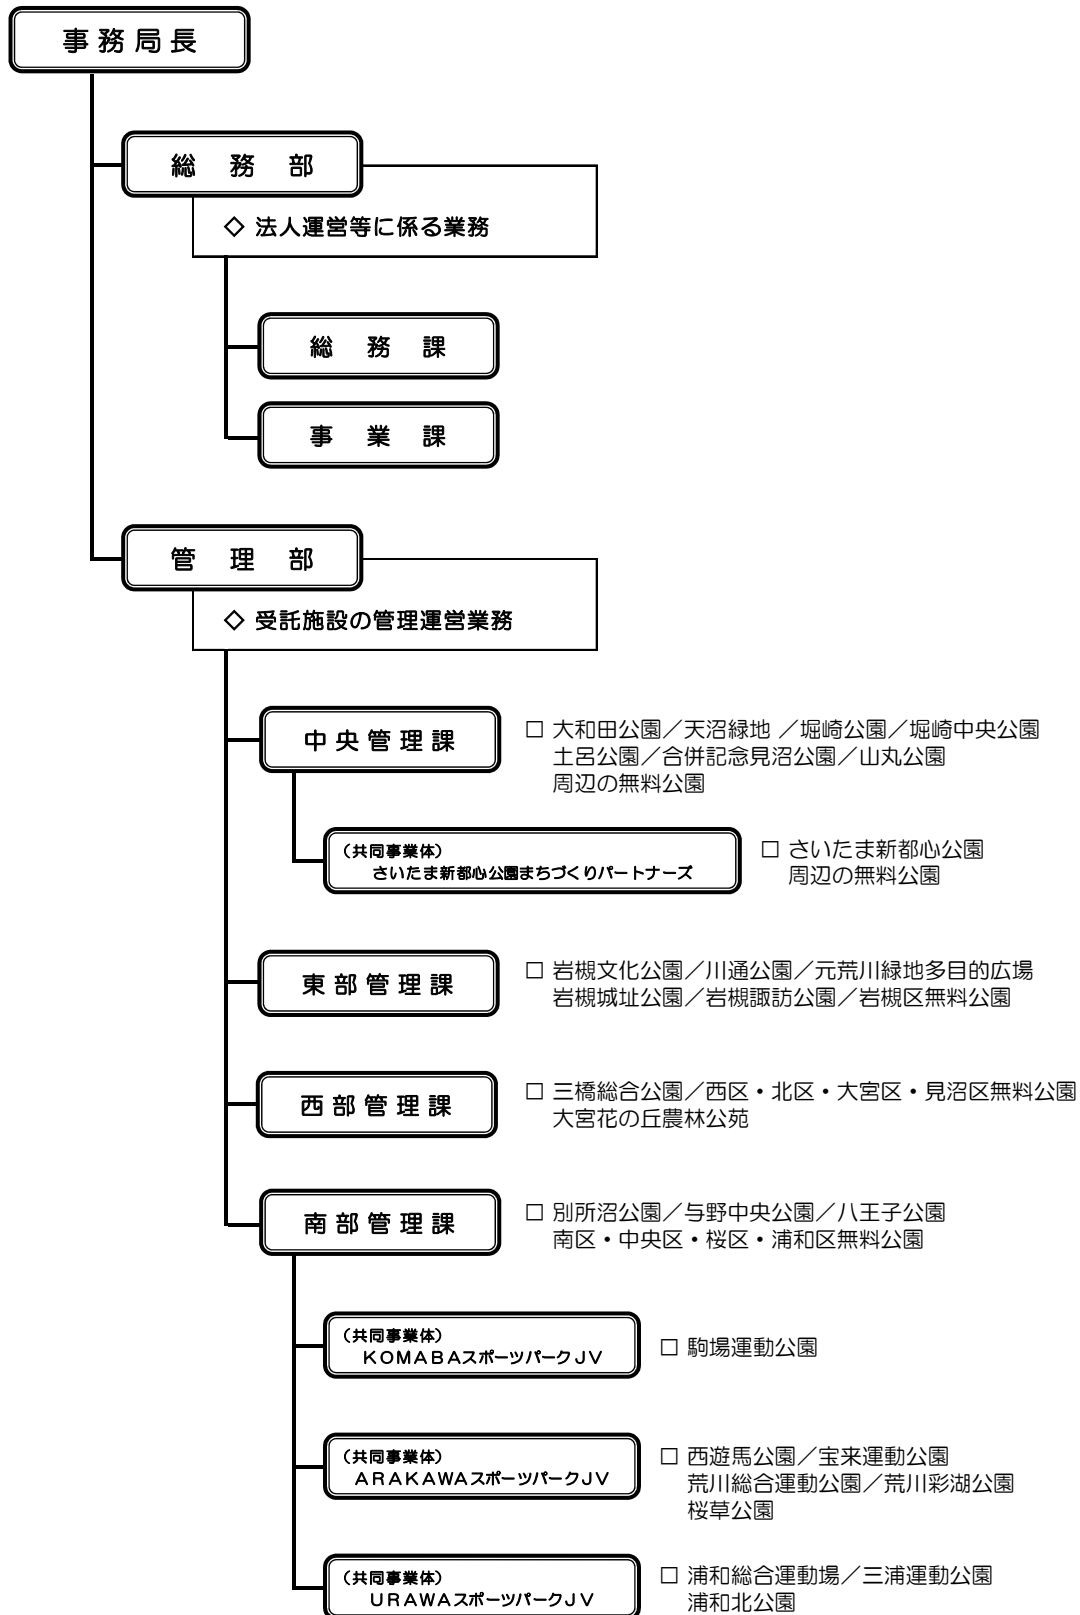 事務局長
総務部
◇ 法人運営等に係る業務
総務課
事業課
管理部
◇ 受託施設の管理運営業務
中央管理課
□ 大和田公園／天沼緑地 ／堀崎公園／堀崎中央公園
土呂公園／合併記念見沼公園／山丸公園
周辺の無料公園
（共同事業体）
さいたま新都心公園まちづくりパートナーズ
□ さいたま新都心公園
周辺の無料公園
東部管理課
□ 岩槻文化公園／川通公園／元荒川緑地多目的広場
岩槻城址公園／岩槻諏訪公園／岩槻区無料公園
西部管理課
□ 三橋総合公園／西区・北区・大宮区・見沼区無料公園
大宮花の丘農林公苑
南部管理課
□ 別所沼公園／与野中央公園／八王子公園
南区・中央区・桜区・浦和区無料公園
（共同事業体）
ＫＯＭＡＢＡスポーツパークＪＶ
□ 駒場運動公園
（共同事業体）
ＡＲＡＫＡＷＡスポーツパークＪＶ
□ 西遊馬公園／宝来運動公園
荒川総合運動公園／荒川彩湖公園
桜草公園
（共同事業体）
ＵＲＡＷＡスポーツパークＪＶ
□ 浦和総合運動場／三浦運動公園
浦和北公園